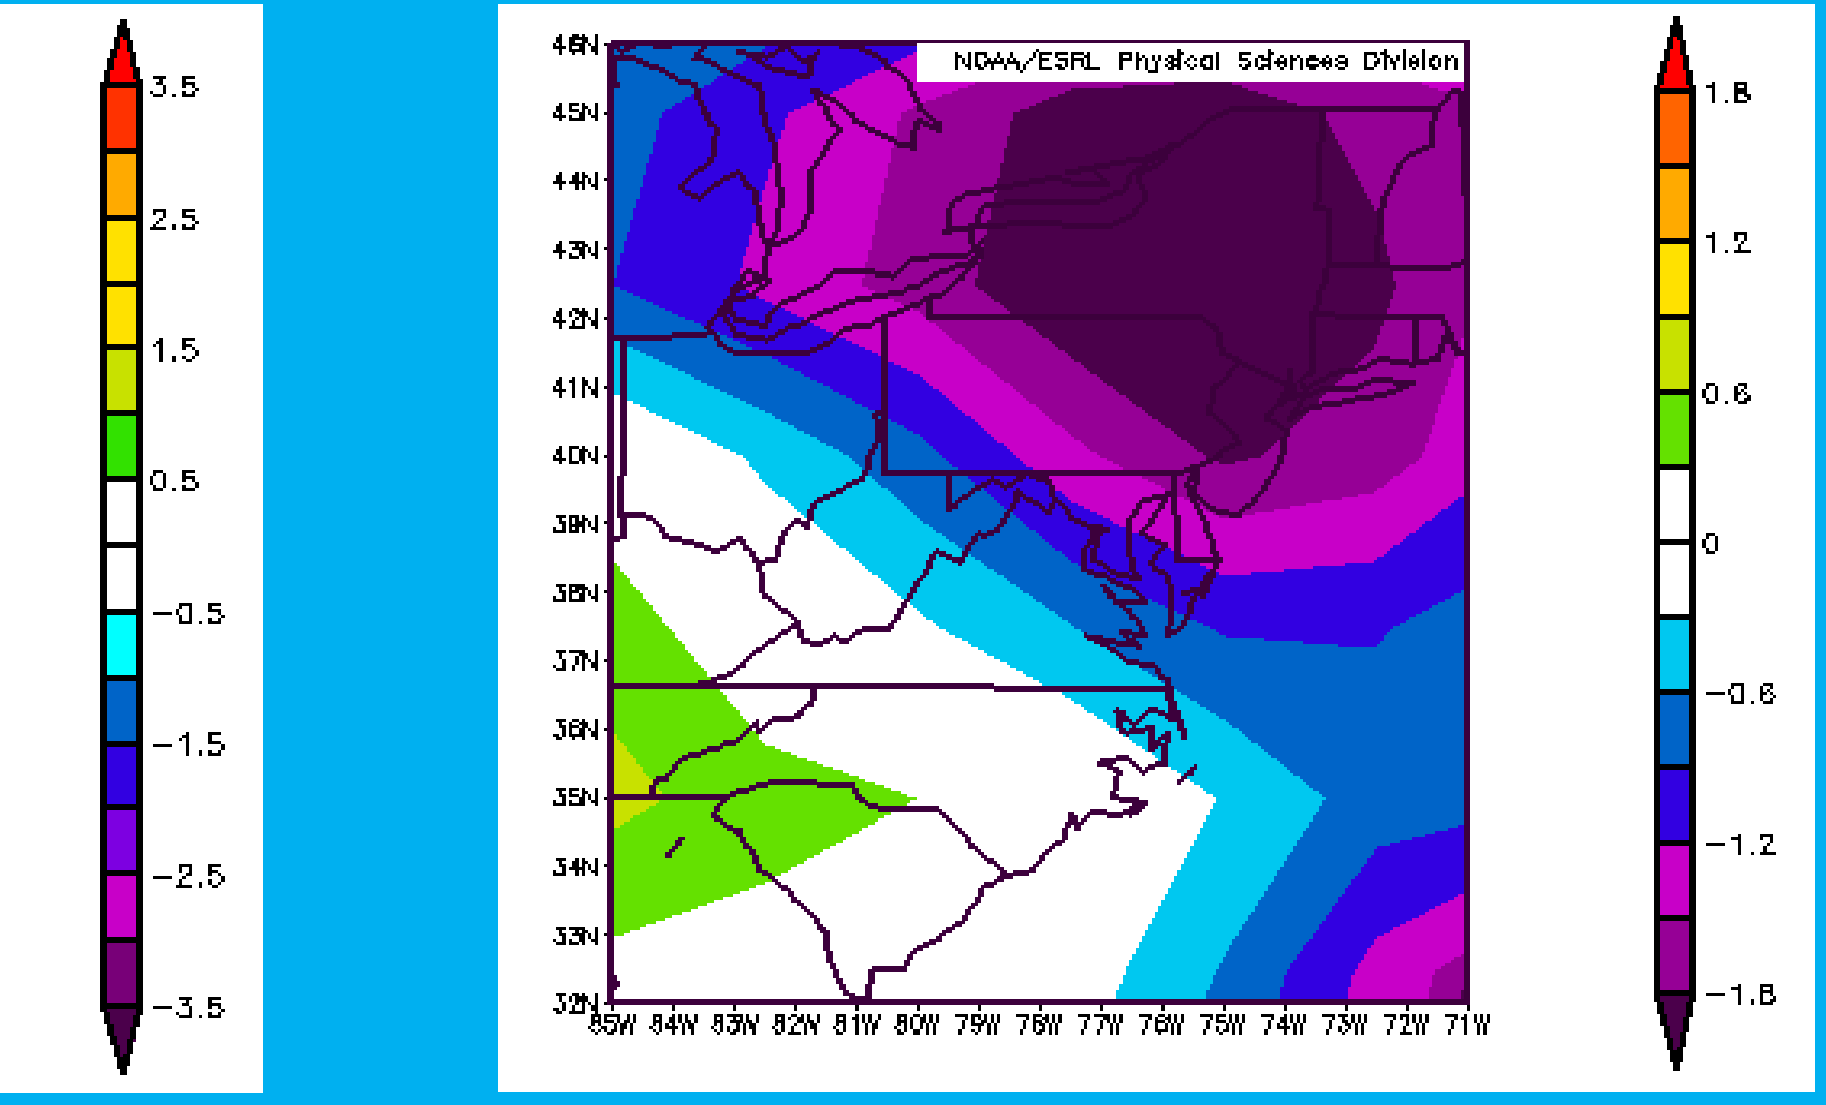 3.5
2.5
1.5
0.5
-0.5
-1.5
-2.5
-3.5
NOAA/ESRL Physical Sciences Division
46N
45N
44N
43N
42N
41N
40N
39N
38N
37N
36N
35N
34N
33N
32N
85W 84W 83W 82W 81W 80W 79W 78W 77W 76W 75W 74W 73W 72W 71W
1.8
1.2
0.6
0
-0.6
-1.2
-1.8